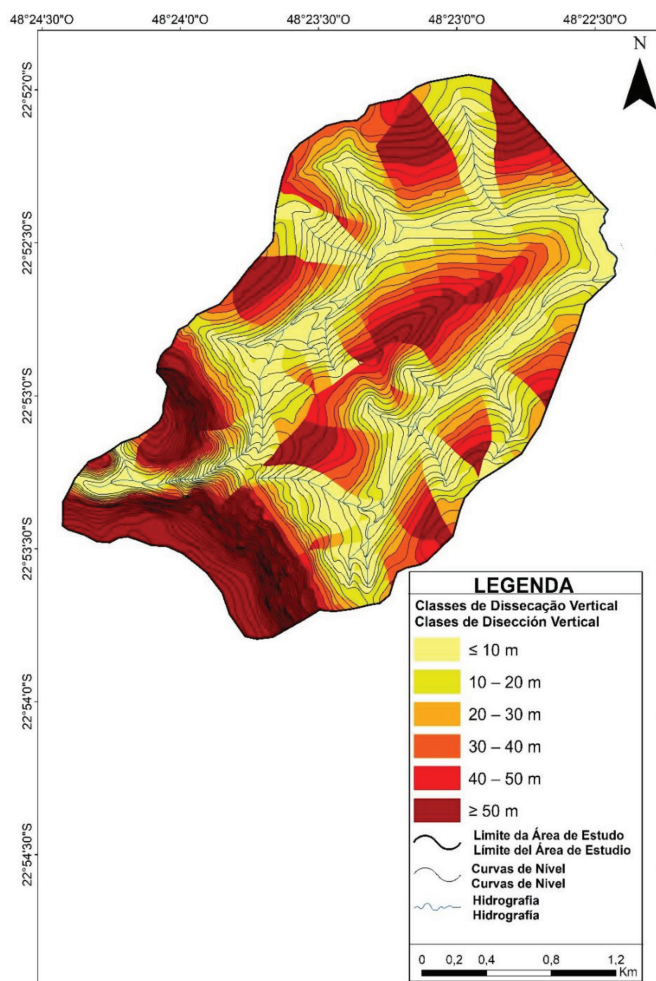 48°24'30"W 48°24'0"W 48°23'30"W 48°23'0"W 48°22'30"W
N
22°52'0"S
22°52'30"S
22°53'0"S
22°53'30"S
22°54'0"S
22°54'30"S
LEGENDA
Classes de Dissecação Vertical
Clases de Disección Vertical
≤ 10 m
10 – 20 m
20 – 30 m
30 – 40 m
40 – 50 m
≥ 50 m
Limite da Área de Estudo
Límite del Área de Estudio
Curvas de Nível
Curvas de Nivel
Hidrografia
Hidrografía
0 0,2 0,4 0,8 1,2
Km